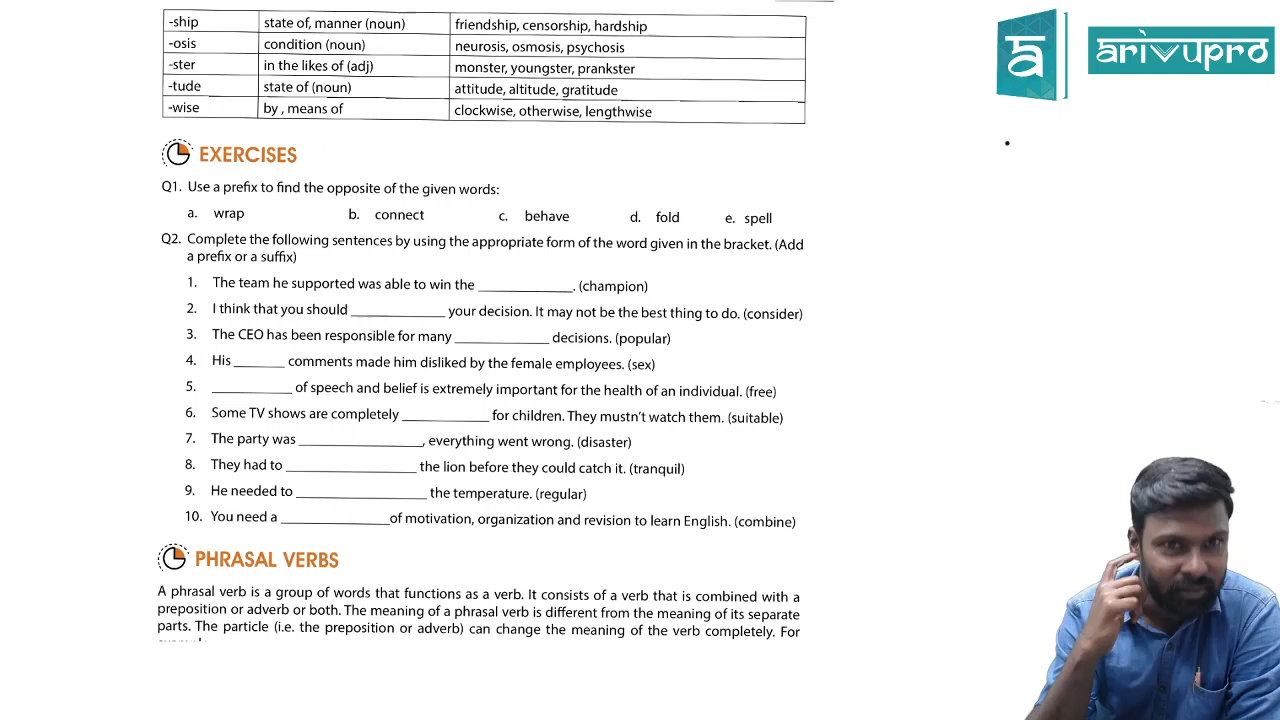 -ship state of, manner (noun) friendship, censorship, hardship
-osis condition (noun) neurosis, osmosis, psychosis
-ster in the likes of (adj) monster, youngster, prankster
-tude state of (noun) attitude, altitude, gratitude
-wise by , means of clockwise, otherwise, lengthwise
arivupro
EXERCISES
Q1. Use a prefix to find the opposite of the given words:
a. wrap b. connect c. behave d. fold e. spell
Q2. Complete the following sentences by using the appropriate form of the word given in the bracket. (Add
a prefix or a suffix)
1. The team he supported was able to win the ____________. (champion)
2. I think that you should ____________ your decision. It may not be the best thing to do. (consider)
3. The CEO has been responsible for many ____________ decisions. (popular)
4. His ______ comments made him disliked by the female employees. (sex)
5. __________ of speech and belief is extremely important for the health of an individual. (free)
6. Some TV shows are completely ___________ for children. They mustn't watch them. (suitable)
7. The party was ________________, everything went wrong. (disaster)
8. They had to _________________ the lion before they could catch it. (tranquil)
9. He needed to _________________ the temperature. (regular)
10. You need a ______________of motivation, organization and revision to learn English. (combine)
PHRASAL VERBS
A phrasal verb is a group of words that functions as a verb. It consists of a verb that is combined with a
preposition or adverb or both. The meaning of a phrasal verb is different from the meaning of its separate
parts. The particle (i.e. the preposition or adverb) can change the meaning of the verb completely. For